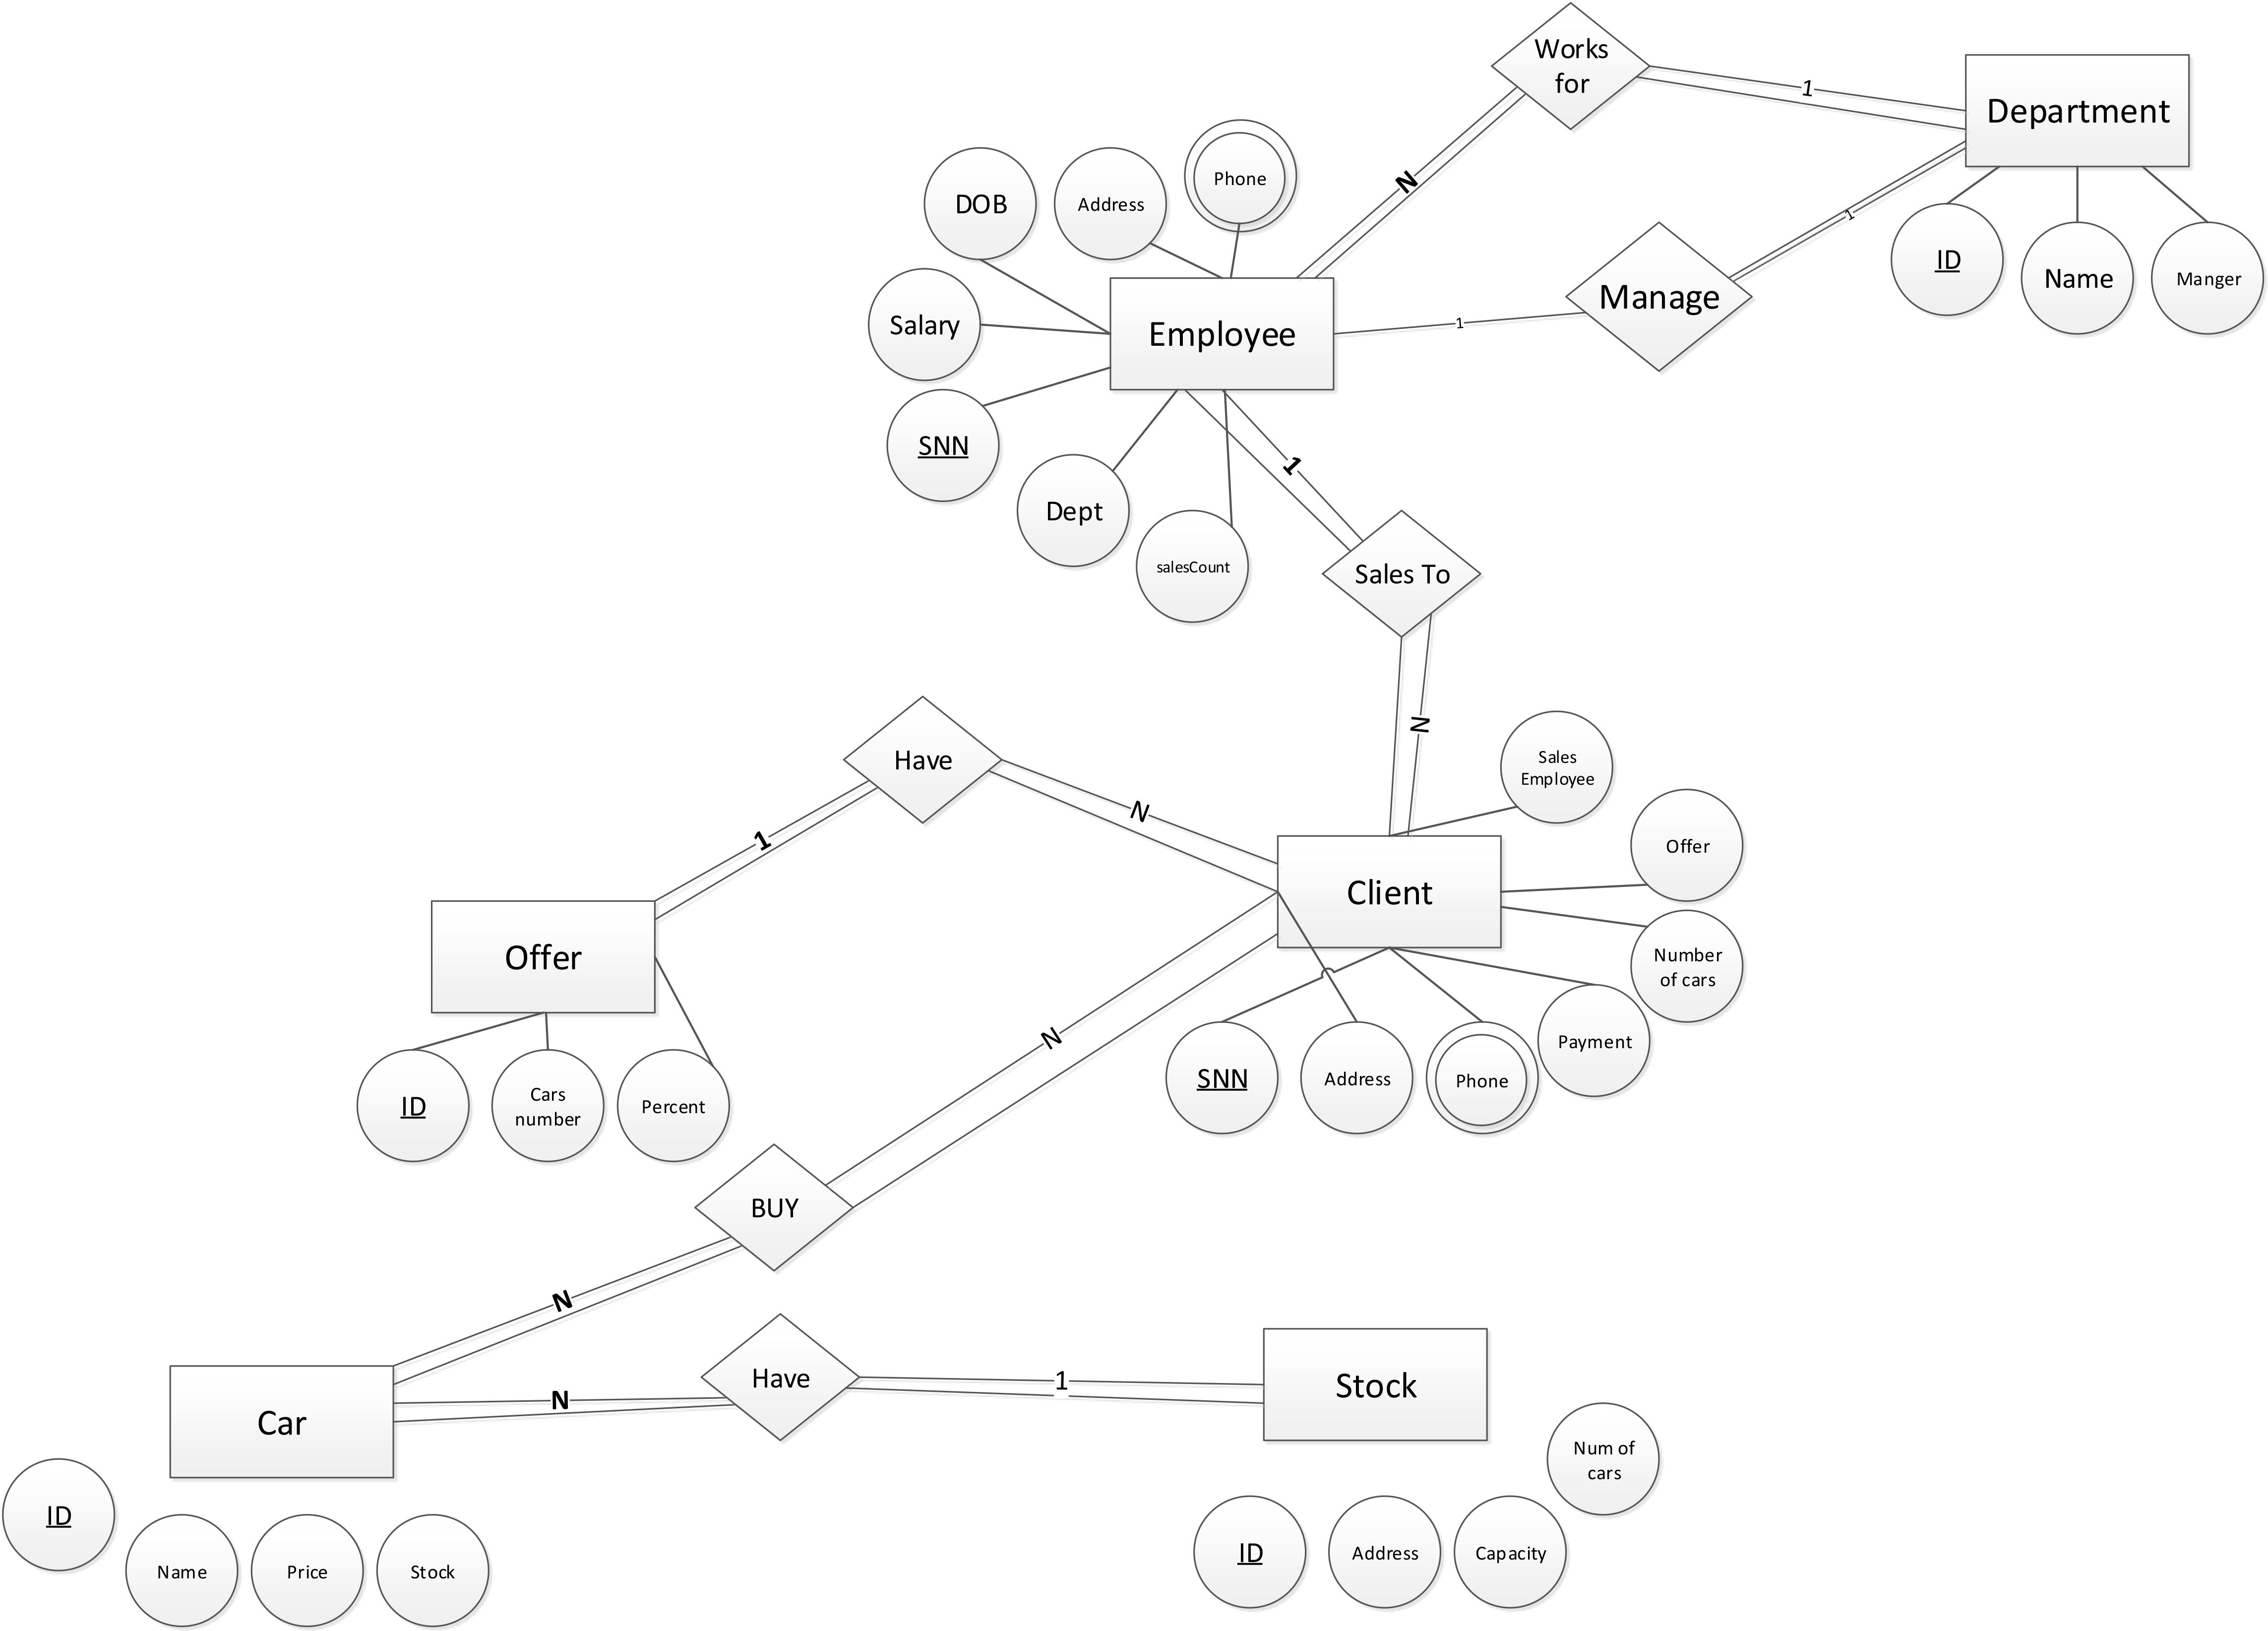 Works
for
1
Department
N
Phone
DOB
Address
1
ID
Name
Manger
Manage
Salary
Employee
1
SNN
1
Dept
salesCount
Sales To
N
Sales
Employee
Have
N
1
Offer
Client
Offer
Number
of cars
N
Payment
ID
Cars
number
Percent
SNN
Address
Phone
BUY
N
Have
1
Stock
N
Car
Num of
cars
ID
Name
Price
Stock
ID
Address
Capacity